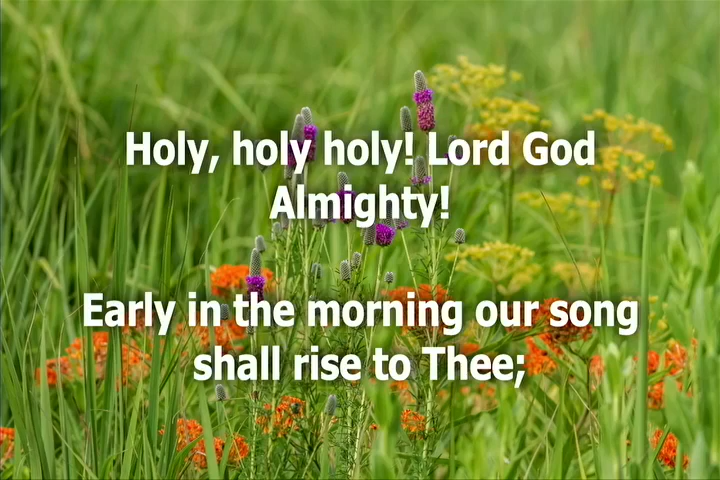 Holy, holy holy! Lord God
Almighty!
Early in the morning our song
shall rise to Thee;